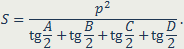 S = p² / (tg A/2 + tg B/2 + tg C/2 + tg D/2).